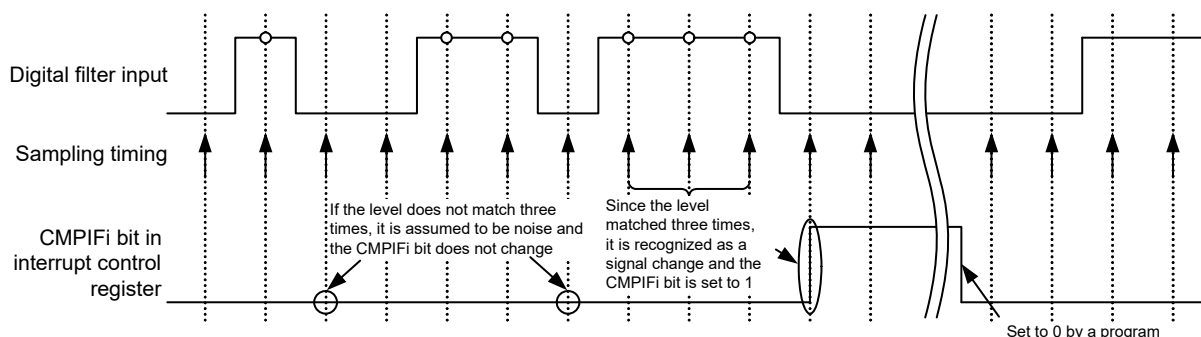 Digital filter input
Sampling timing
If the level does not match three
times, it is assumed to be noise and
the CMPIFi bit does not change
Since the level
matched three times,
it is recognized as a
signal change and the
CMPIFi bit is set to 1
CMPIFi bit in
interrupt control
register
Set to 0 by a program